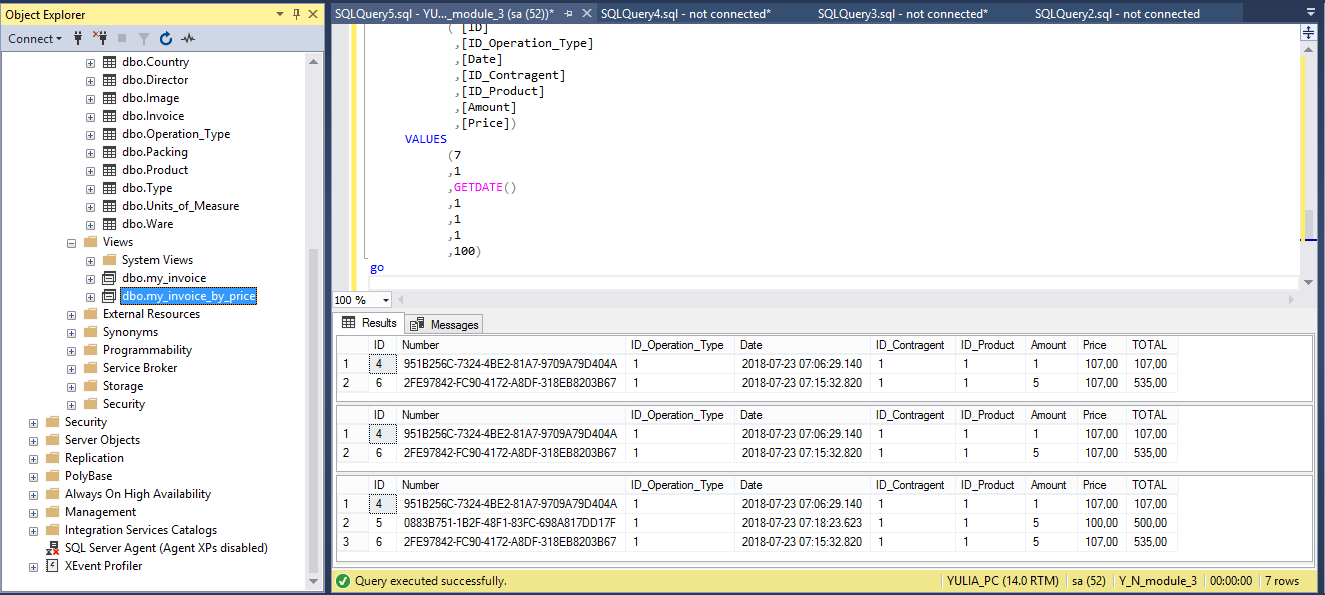 Object Explorer
Connect
dbo.Country
dbo.Director
dbo.Image
dbo.Invoice
dbo.Operation_Type
dbo.Packing
dbo.Product
dbo.Type
dbo.Units_of_Measure
dbo.Ware
Views
System Views
dbo.my_invoice
dbo.my_invoice_by_price
External Resources
Synonyms
Programmability
Service Broker
Storage
Security
Security
Server Objects
Replication
PolyBase
Always On High Availability
Management
Integration Services Catalogs
SQL Server Agent (Agent XPs disabled)
XEvent Profiler
SQLQuery5.sql - YU..._module_3 (sa (52))* SQLQuery4.sql - not connected* SQLQuery3.sql - not connected* SQLQuery2.sql - not connected
( [ID]
,[ID_Operation_Type]
,[Date]
,[ID_Contragent]
,[ID_Product]
,[Amount]
,[Price])
VALUES
(7
,1
,GETDATE()
,1
,1
,1
,100)
go
100 %
Results Messages
ID Number ID_Operation_Type Date ID_Contragent ID_Product Amount Price TOTAL
1 4 951B256C-7324-4BE2-81A7-9709A79D404A 1 2018-07-23 07:06:29.140 1 1 1 107,00 107,00
2 6 2FE97842-FC90-4172-A8DF-318EB8203B67 1 2018-07-23 07:15:32.820 1 1 5 107,00 535,00
ID Number ID_Operation_Type Date ID_Contragent ID_Product Amount Price TOTAL
1 4 951B256C-7324-4BE2-81A7-9709A79D404A 1 2018-07-23 07:06:29.140 1 1 1 107,00 107,00
2 6 2FE97842-FC90-4172-A8DF-318EB8203B67 1 2018-07-23 07:15:32.820 1 1 5 107,00 535,00
ID Number ID_Operation_Type Date ID_Contragent ID_Product Amount Price TOTAL
1 4 951B256C-7324-4BE2-81A7-9709A79D404A 1 2018-07-23 07:06:29.140 1 1 1 107,00 107,00
2 5 0883B751-1B2F-48F1-83FC-698A817DD17F 1 2018-07-23 07:18:23.623 1 1 5 100,00 500,00
3 6 2FE97842-FC90-4172-A8DF-318EB8203B67 1 2018-07-23 07:15:32.820 1 1 5 107,00 535,00
Query executed successfully. YULIA_PC (14.0 RTM) sa (52) Y_N_module_3 00:00:00 7 rows